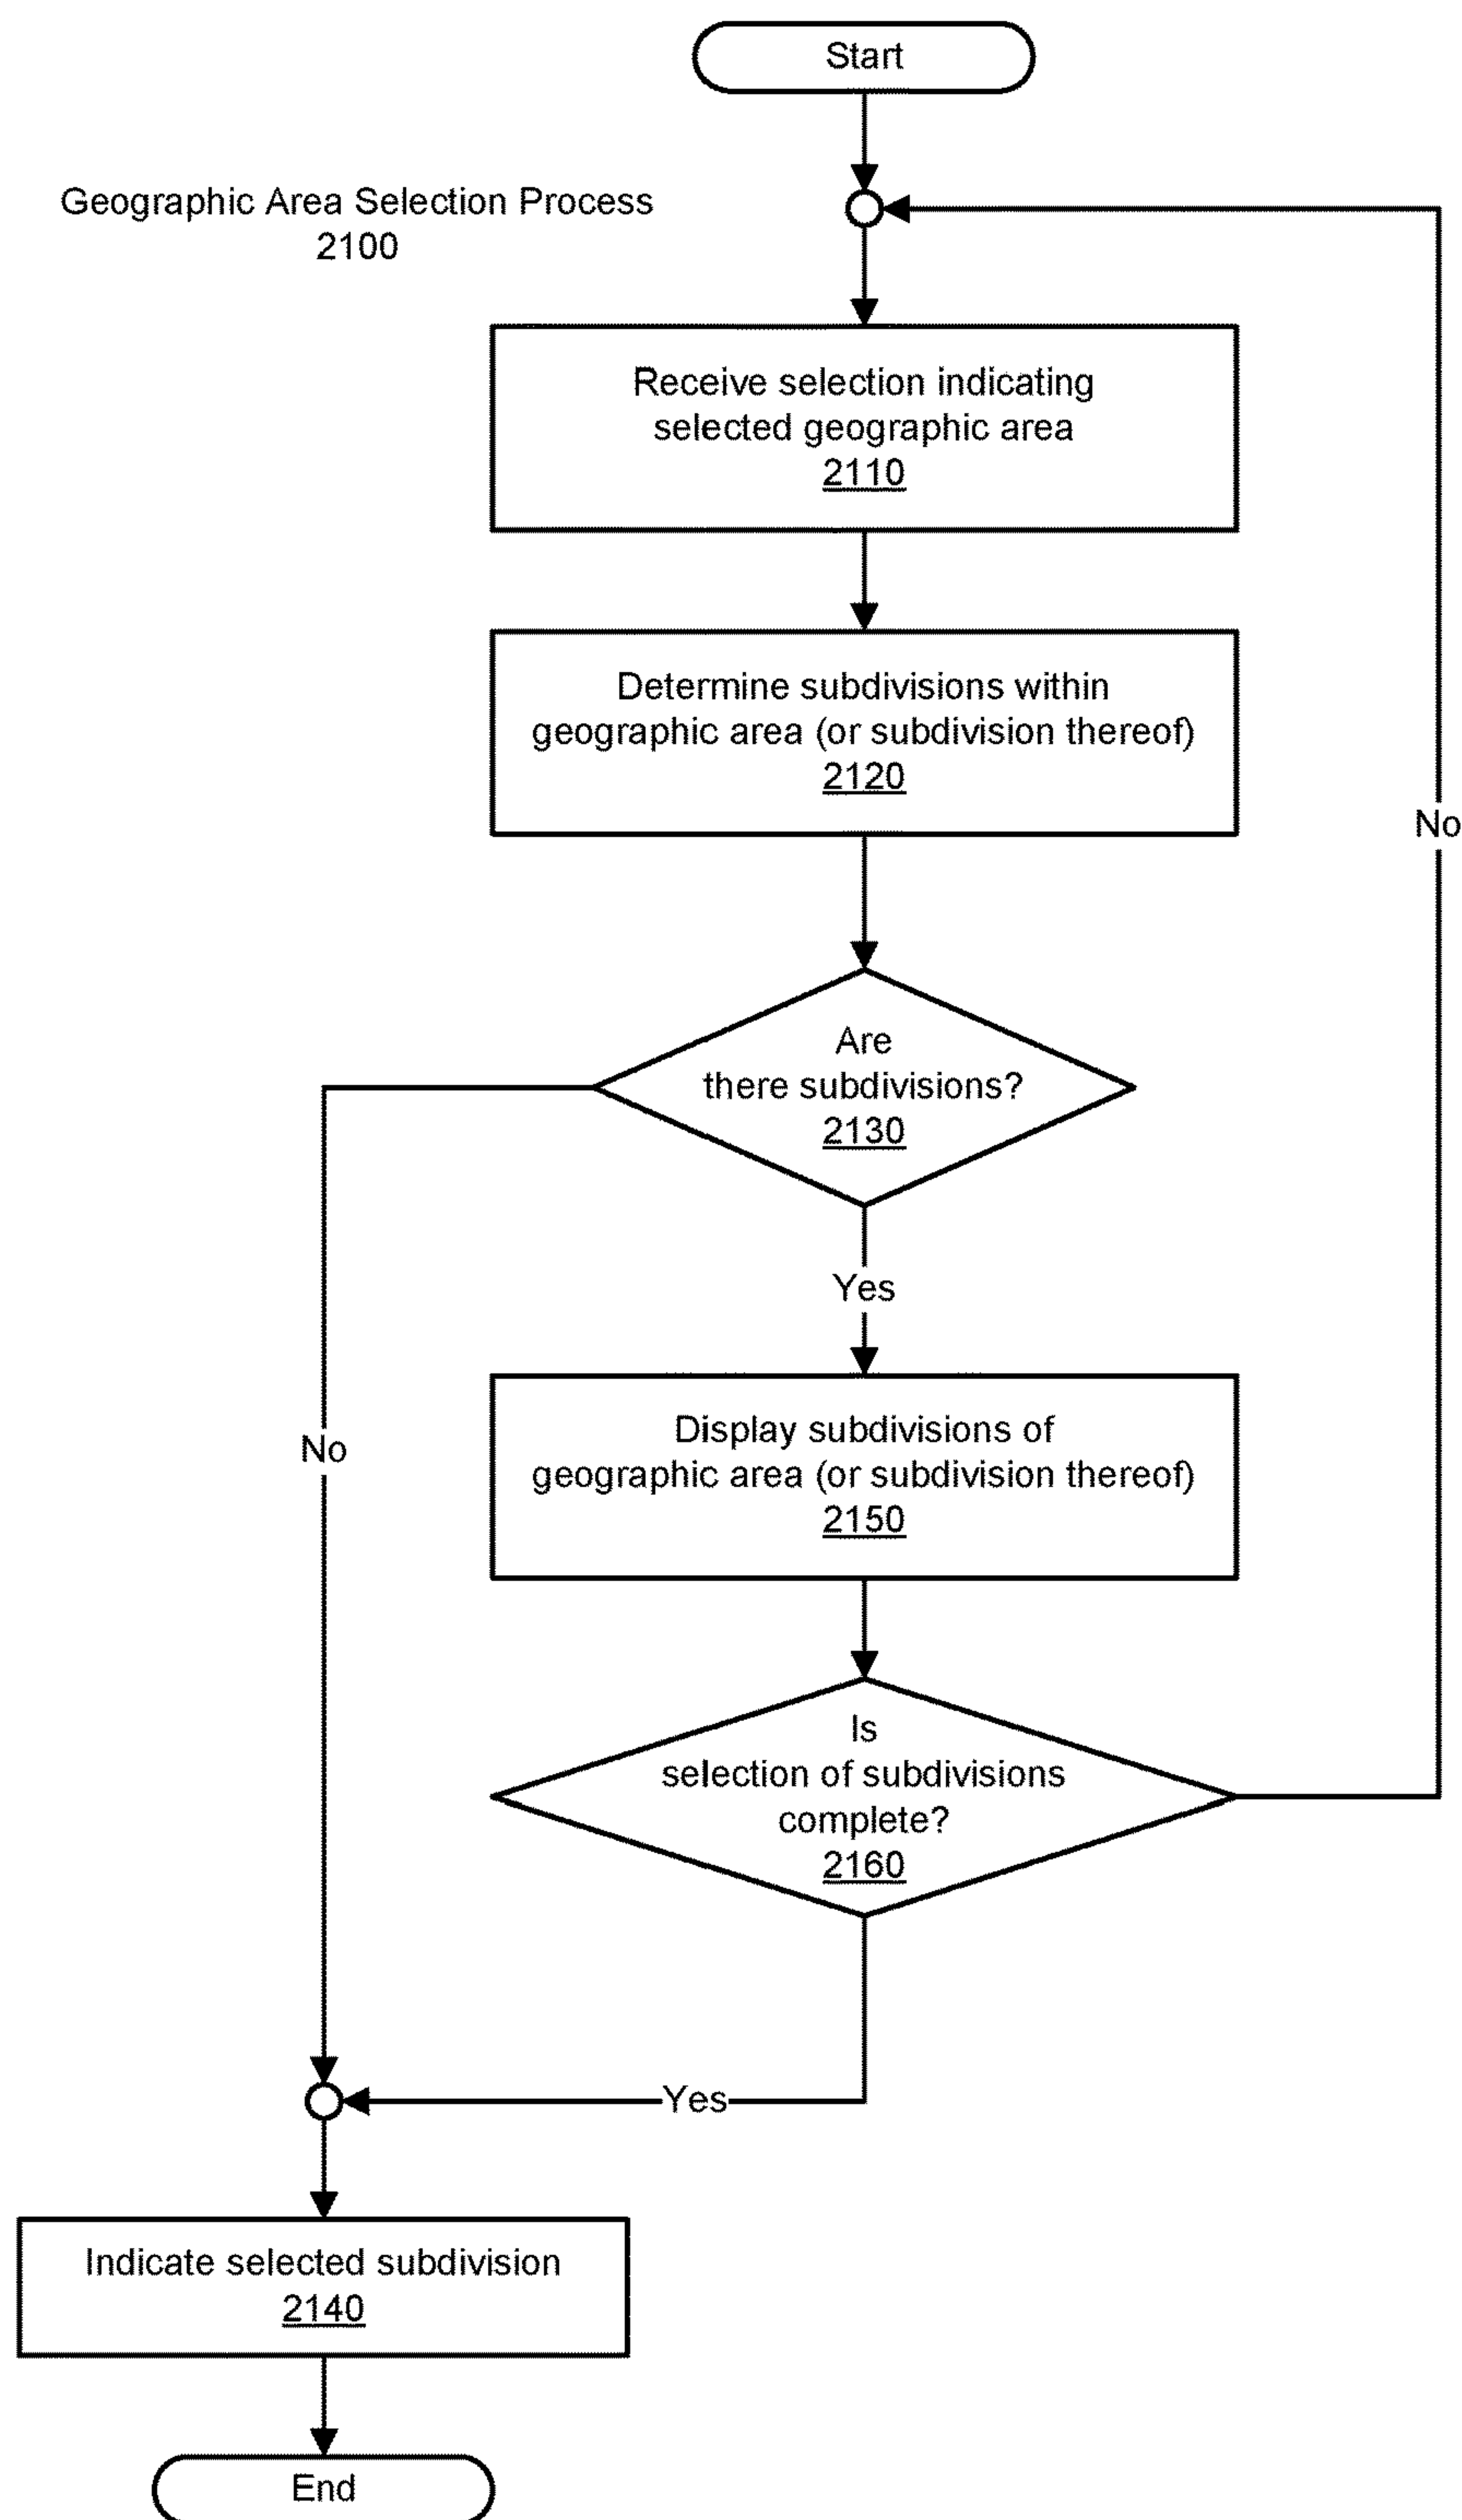 Start
Geographic Area Selection Process
2100
Receive selection indicating
selected geographic area
2110
Determine subdivisions within
geographic area (or subdivision thereof)
2120
No
Are
there subdivisions?
2130
Yes
Display subdivisions of
geographic area (or subdivision thereof)
2150
No
Is
selection of subdivisions
complete?
2160
Yes
Indicate selected subdivision
2140
End